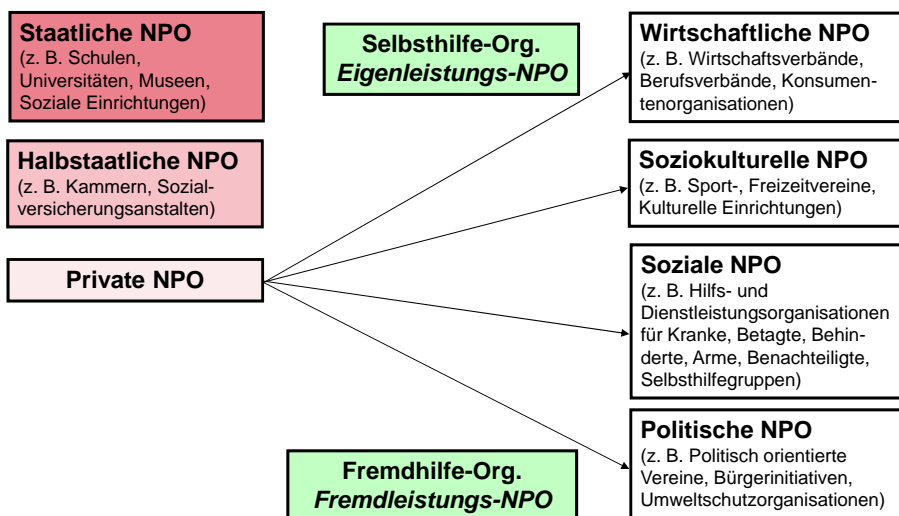 Staatliche NPO
(z. B. Schulen,
Universitäten, Museen,
Soziale Einrichtungen)
Halbstaatliche NPO
(z. B. Kammern, Sozial-
versicherungsanstalten)
Private NPO
Selbsthilfe-Org.
Eigenleistungs-NPO
Fremdhilfe-Org.
Fremdleistungs-NPO
Wirtschaftliche NPO
(z. B. Wirtschaftsverbände,
Berufsverbände, Konsumen-
tenorganisationen)
Soziokulturelle NPO
(z. B. Sport-, Freizeitvereine,
Kulturelle Einrichtungen)
Soziale NPO
(z. B. Hilfs- und
Dienstleistungsorganisationen
für Kranke, Betagte, Behin-
derte, Arme, Benachteiligte,
Selbsthilfegruppen)
Politische NPO
(z. B. Politisch orientierte
Vereine, Bürgerinitiativen,
Umweltschutzorganisationen)